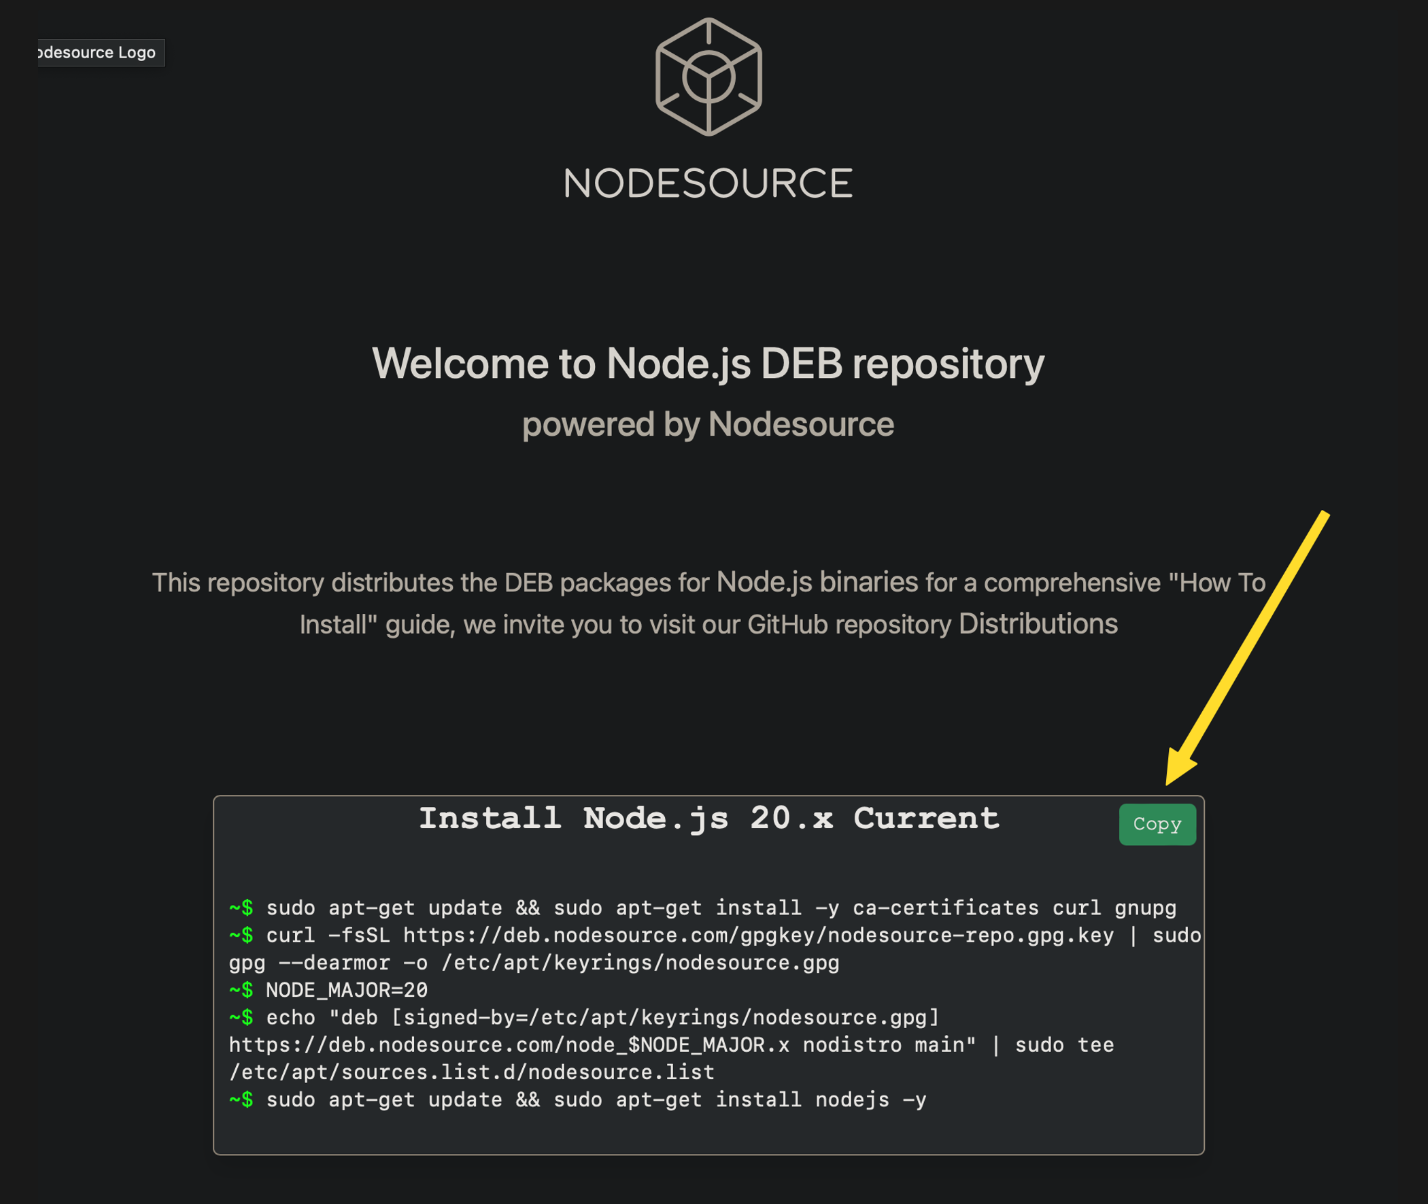 odesource Logo
NODESOURCE
Welcome to Node.js DEB repository
powered by Nodesource
This repository distributes the DEB packages for Node.js binaries for a comprehensive "How To
Install" guide, we invite you to visit our GitHub repository Distributions
Install Node.js 20.x Current
Copy
~$ sudo apt-get update && sudo apt-get install -y ca-certificates curl gnupg
~$ curl -fsSL https://deb.nodesource.com/gpgkey/nodesource-repo.gpg.key | sudo
gpg --dearmor -o /etc/apt/keyrings/nodesource.gpg
~$ NODE_MAJOR=20
~$ echo "deb [signed-by=/etc/apt/keyrings/nodesource.gpg]
https://deb.nodesource.com/node_$NODE_MAJOR.x nodistro main" | sudo tee
/etc/apt/sources.list.d/nodesource.list
~$ sudo apt-get update && sudo apt-get install nodejs -y